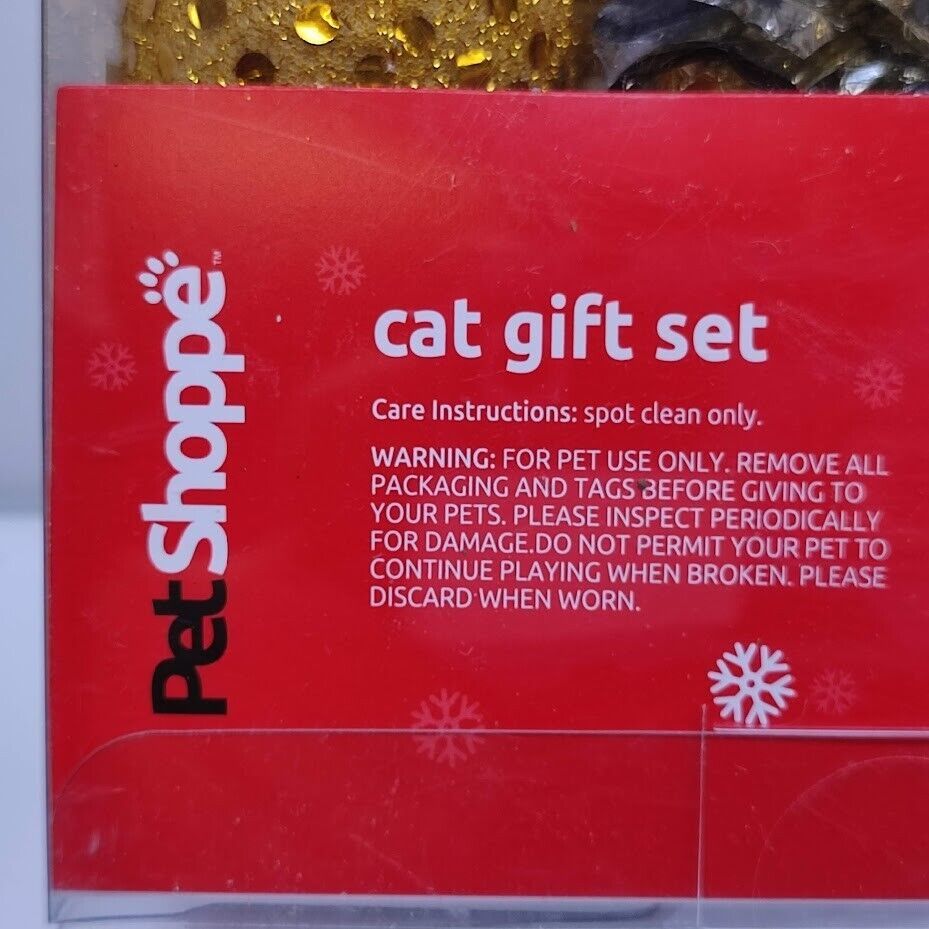 PetShoppe™
cat gift set
Care Instructions: spot clean only.
WARNING: FOR PET USE ONLY. REMOVE ALL
PACKAGING AND TAGS BEFORE GIVING TO
YOUR PETS. PLEASE INSPECT PERIODICALLY
FOR DAMAGE.DO NOT PERMIT YOUR PET TO
CONTINUE PLAYING WHEN BROKEN. PLEASE
DISCARD WHEN WORN.